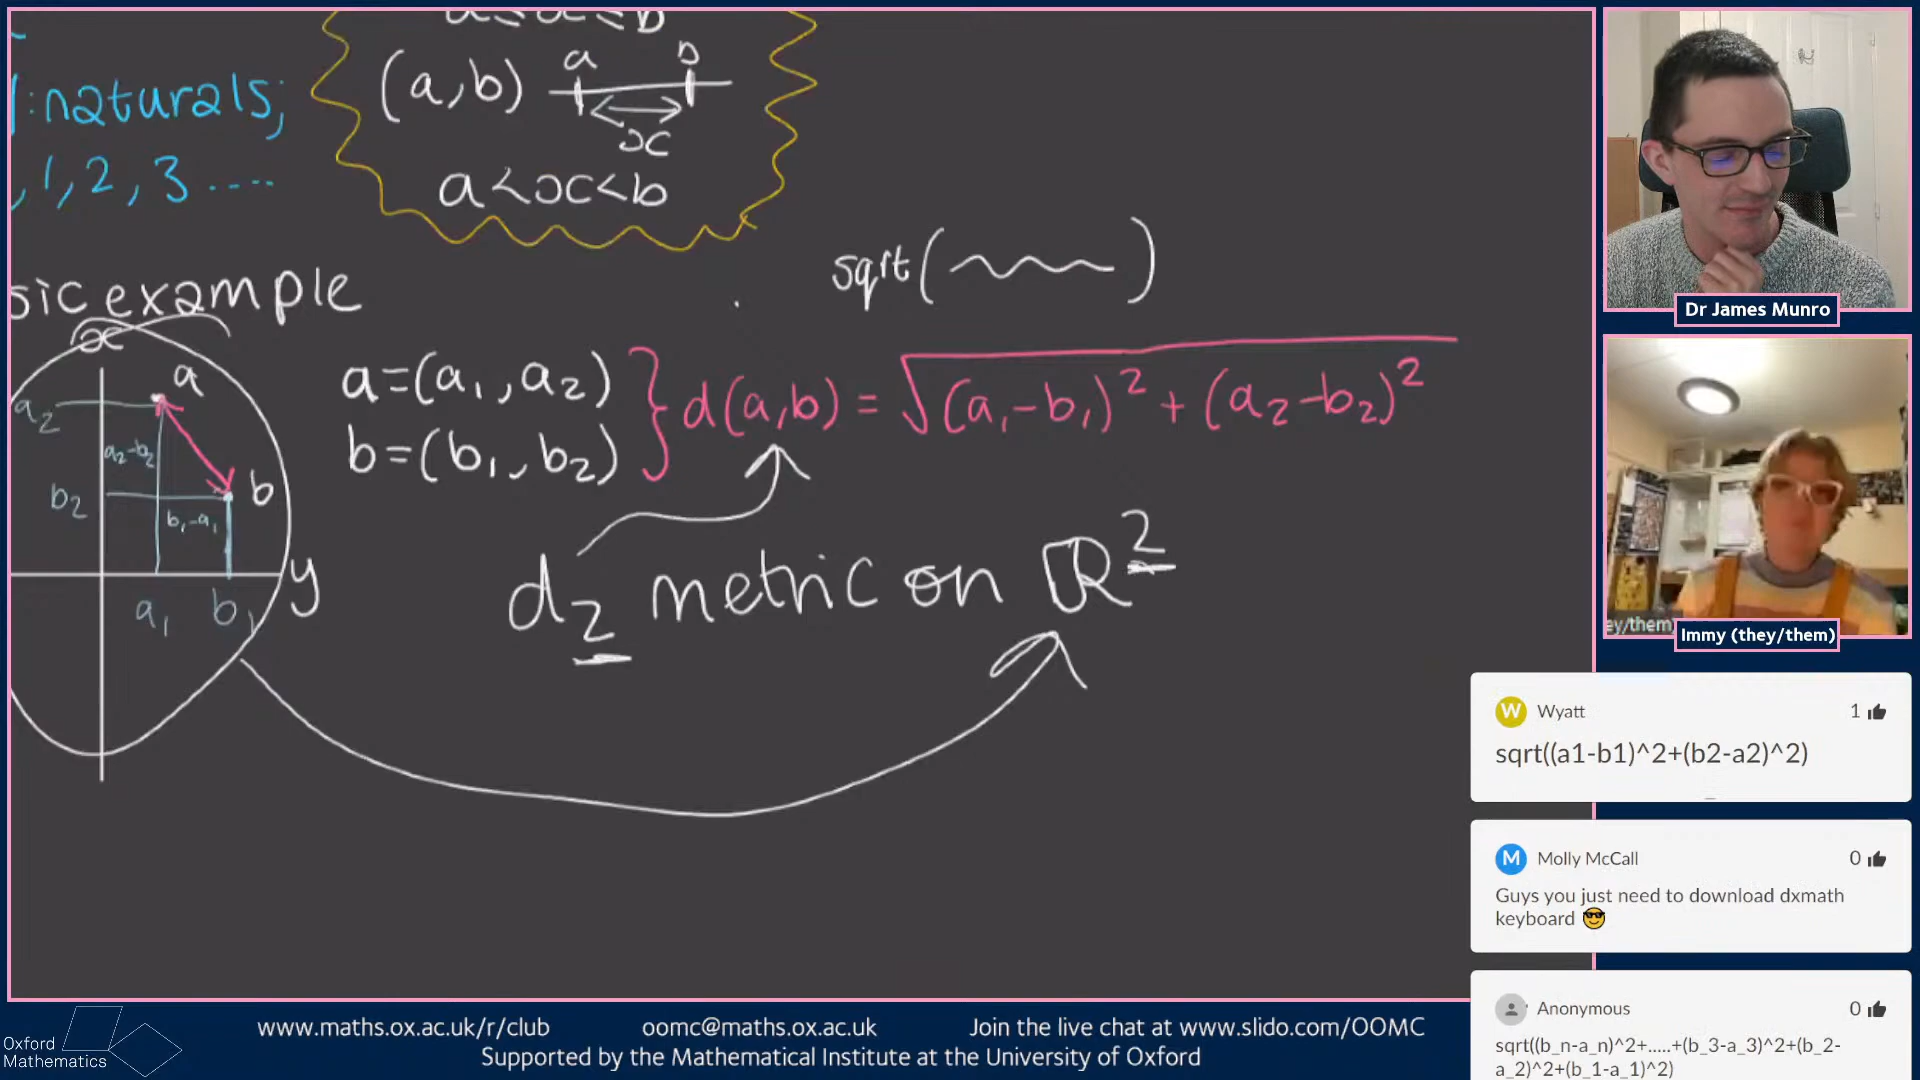 a ≤ x ≤ b
(a,b) a b
x
a<x<b
:naturals;
, 1, 2, 3 ....
sqrt( )
sic example
x
a
a2
a2-b2
b2
b
b1-a1
y
a1 b1
a=(a1, a2)
b=(b1, b2)
d(a,b) = √(a1-b1)² + (a2-b2)²
d2 metric on ℝ²
Dr James Munro
ey/them)
Immy (they/them)
W Wyatt 1
sqrt((a1-b1)^2+(b2-a2)^2)
M Molly McCall 0
Guys you just need to download dxmath
keyboard 😎
Anonymous 0
sqrt((b_n-a_n)^2+.....+(b_3-a_3)^2+(b_2-
a_2)^2+(b_1-a_1)^2)
Oxford
Mathematics
www.maths.ox.ac.uk/r/club oomc@maths.ox.ac.uk Join the live chat at www.slido.com/OOMC
Supported by the Mathematical Institute at the University of Oxford